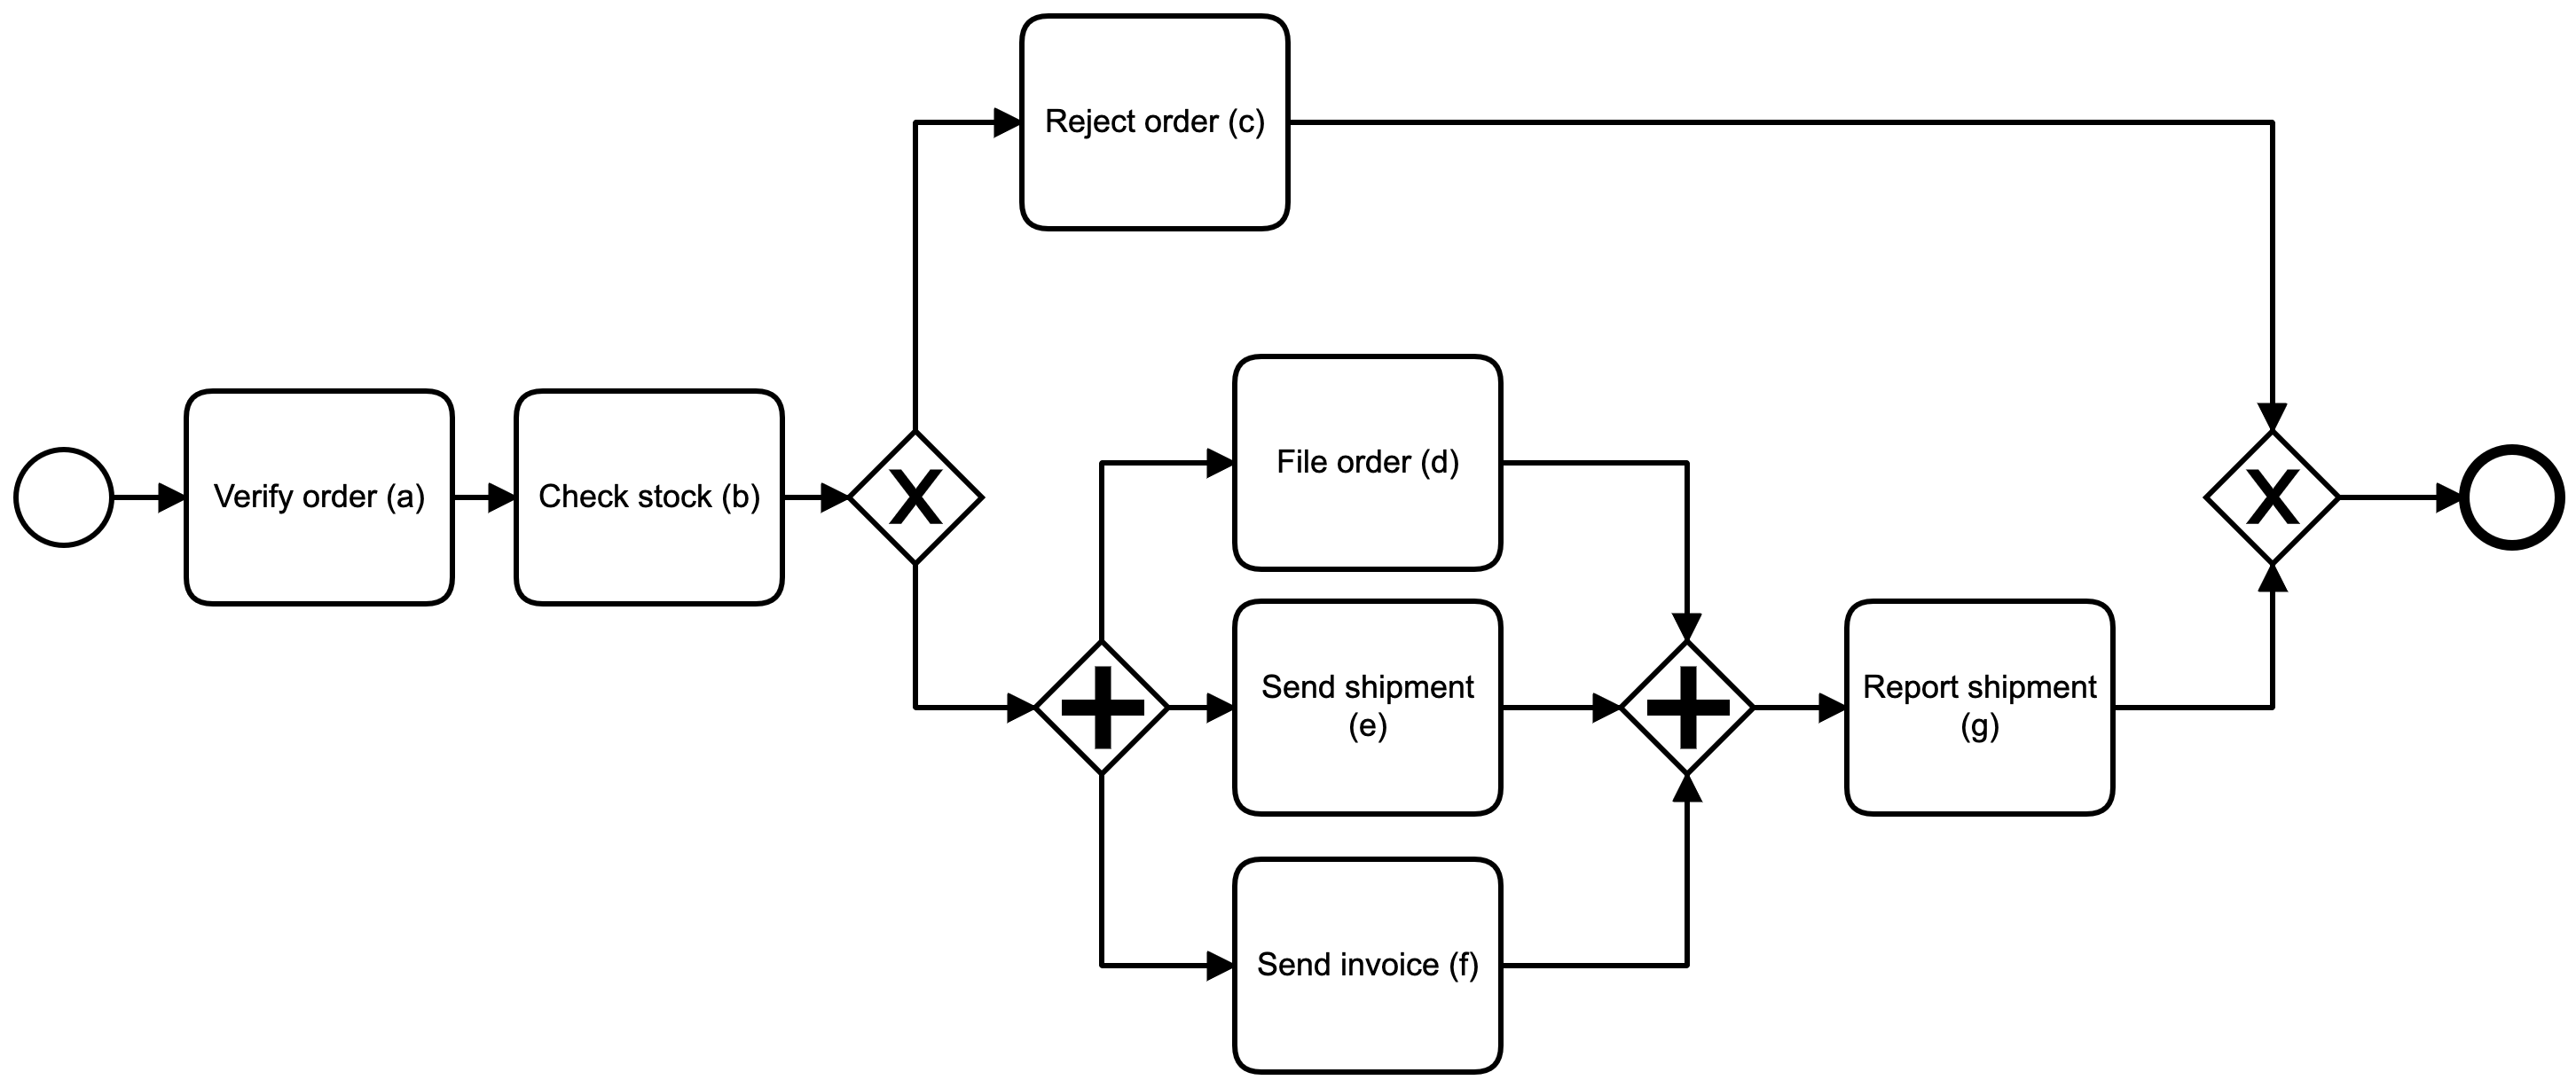 Reject order (c)
Verify order (a)
Check stock (b)
X
File order (d)
Send shipment
(e)
Send invoice (f)
Report shipment
(g)
X